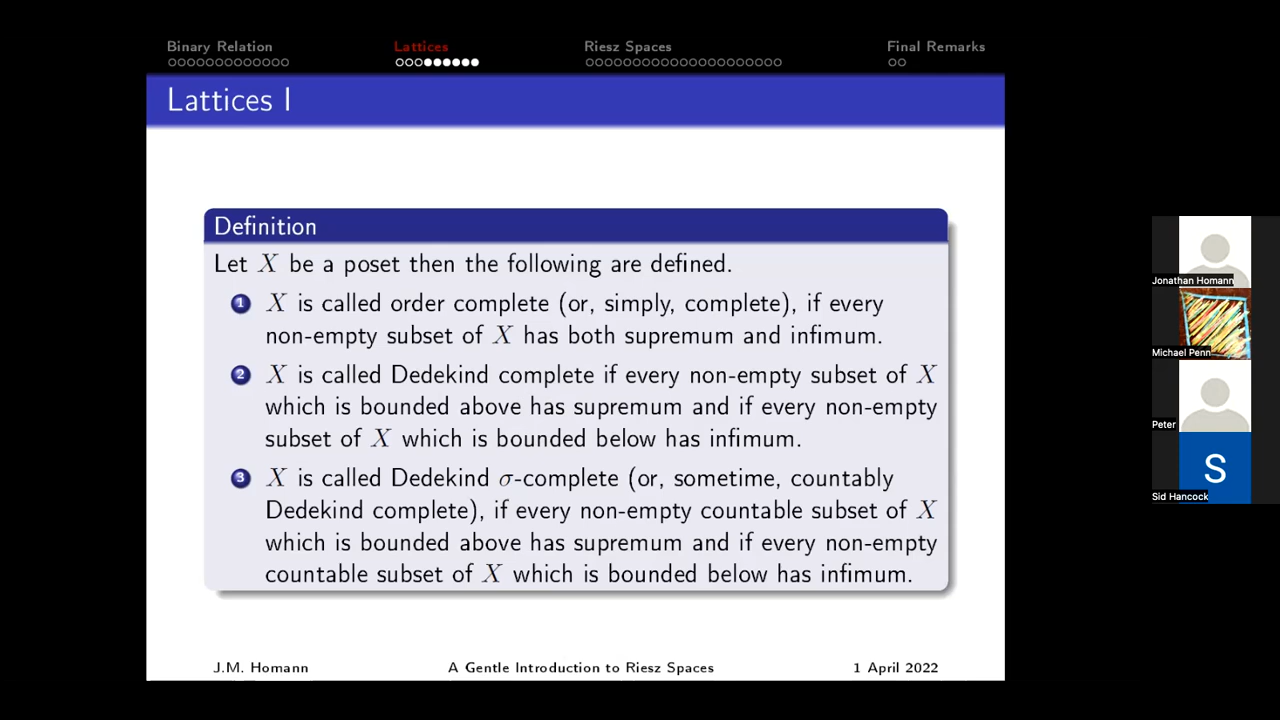 Binary Relation
Lattices
Riesz Spaces
Final Remarks
Lattices I
Definition
Let X be a poset then the following are defined.
1 X is called order complete (or, simply, complete), if every
non-empty subset of X has both supremum and infimum.
2 X is called Dedekind complete if every non-empty subset of X
which is bounded above has supremum and if every non-empty
subset of X which is bounded below has infimum.
3 X is called Dedekind σ-complete (or, sometime, countably
Dedekind complete), if every non-empty countable subset of X
which is bounded above has supremum and if every non-empty
countable subset of X which is bounded below has infimum.
J.M. Homann
A Gentle Introduction to Riesz Spaces
1 April 2022
Jonathan Homann
Michael Penn
Peter
S
Sid Hancock